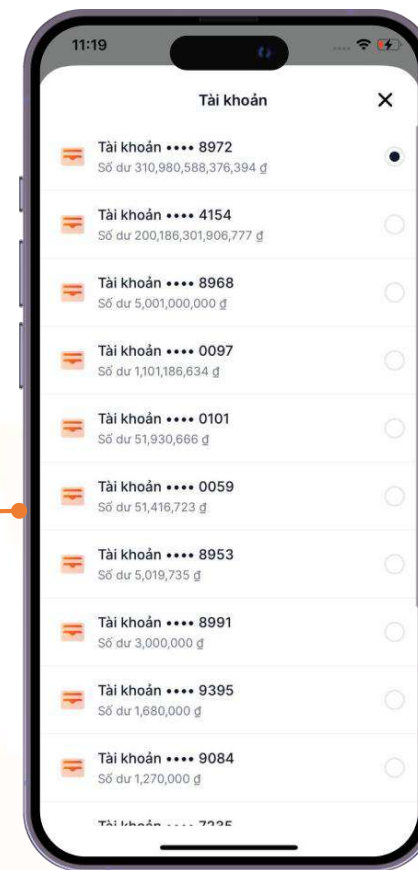 11:19
Tài khoản
Tài khoản •••• 8972
Số dư 310,980,588,376,394 ₫
Tài khoản •••• 4154
Số dư 200,186,301,906,777 ₫
Tài khoản •••• 8968
Số dư 5,001,000,000 ₫
Tài khoản •••• 0097
Số dư 1,101,186,634 ₫
Tài khoản •••• 0101
Số dư 51,930,666 ₫
Tài khoản •••• 0059
Số dư 51,416,723 ₫
Tài khoản •••• 8953
Số dư 5,019,735 ₫
Tài khoản •••• 8991
Số dư 3,000,000 ₫
Tài khoản •••• 9395
Số dư 1,680,000 ₫
Tài khoản •••• 9084
Số dư 1,270,000 ₫
Tài khoản •••• 7235